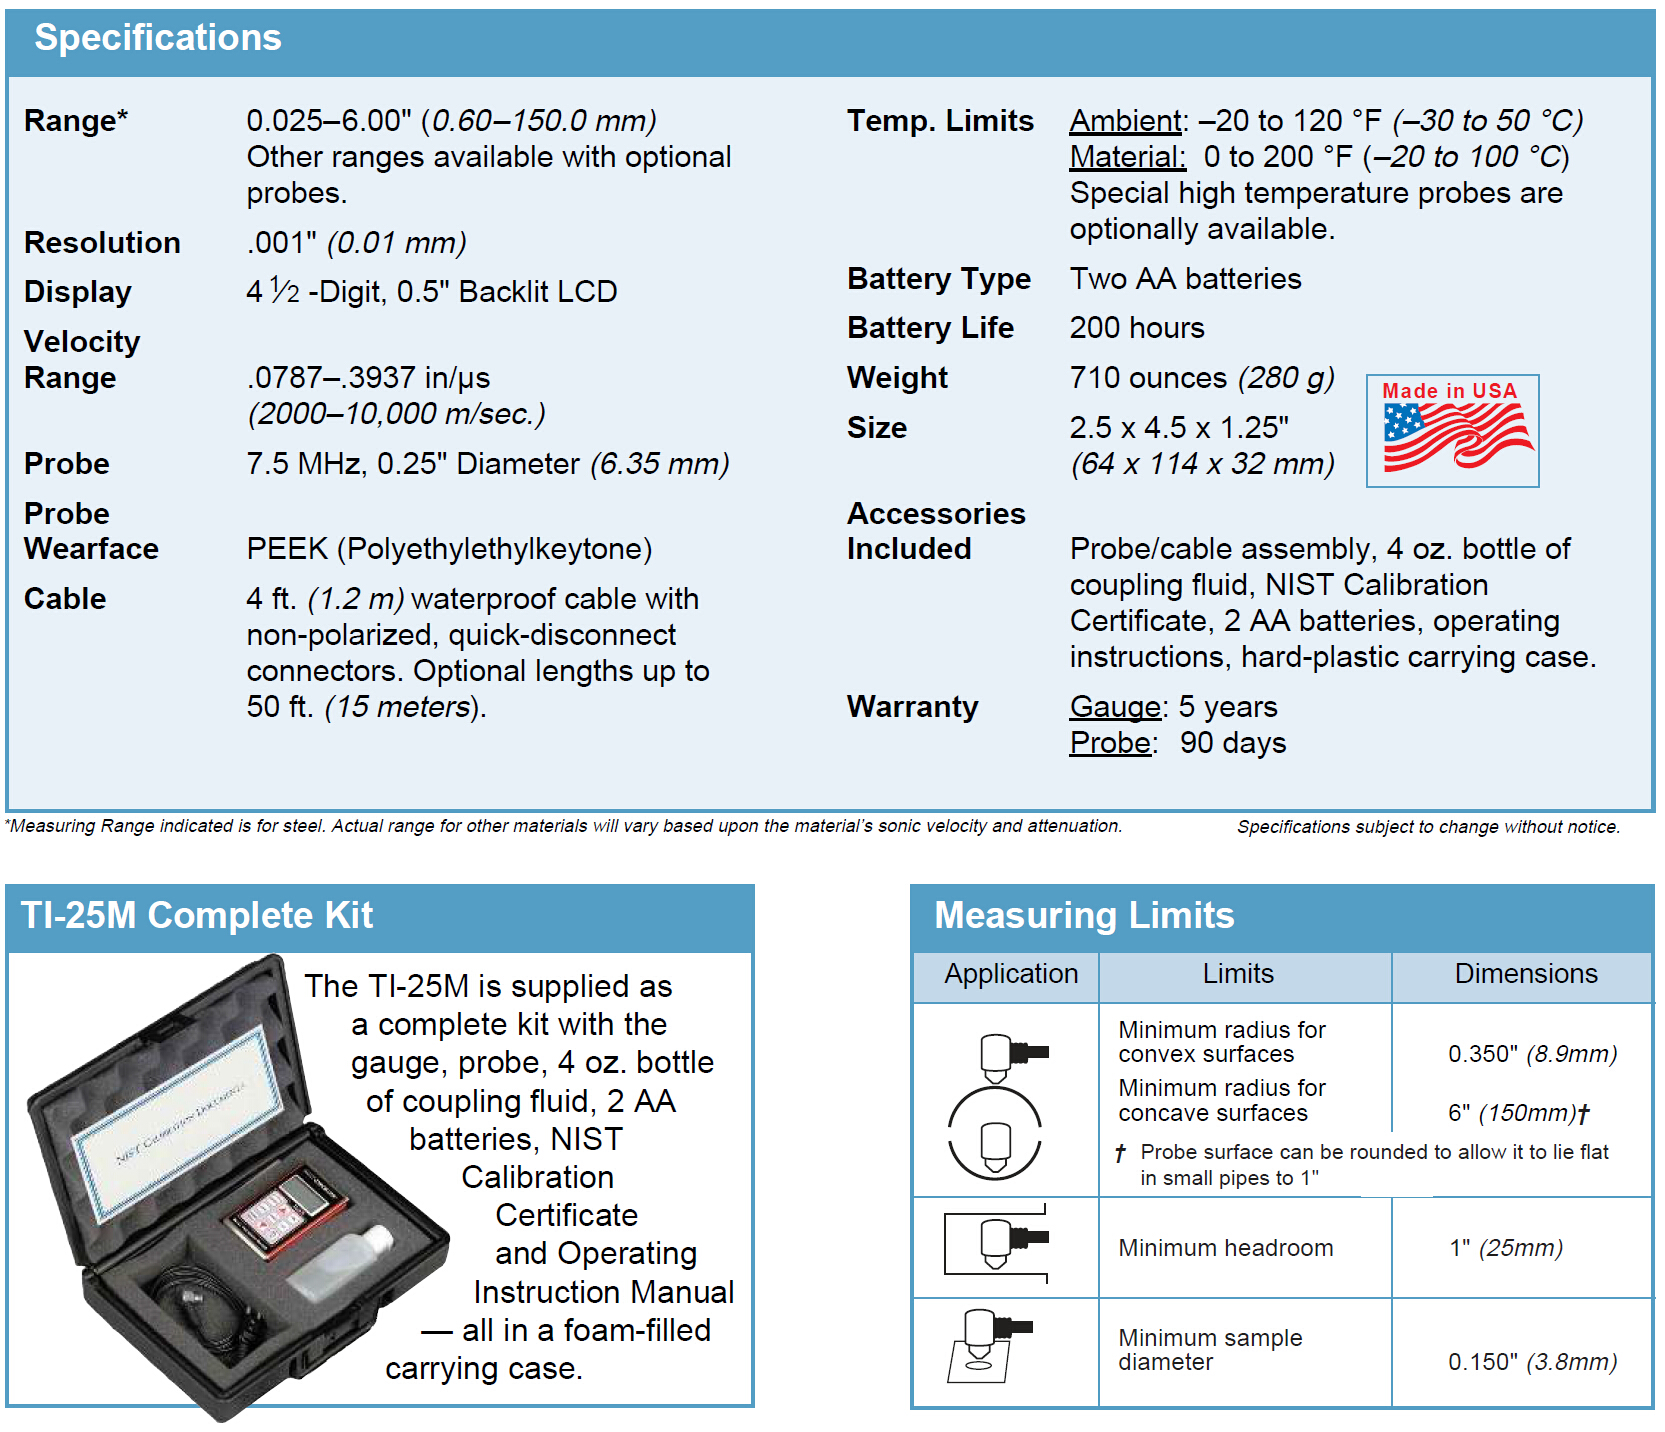 Specifications
Range* 0.025–6.00" (0.60–150.0 mm)
Other ranges available with optional
probes.
Resolution .001" (0.01 mm)
Display 4 1⁄2 -Digit, 0.5" Backlit LCD
Velocity
Range .0787–.3937 in/µs
(2000–10,000 m/sec.)
Probe 7.5 MHz, 0.25" Diameter (6.35 mm)
Probe
Wearface PEEK (Polyethylethylkeytone)
Cable 4 ft. (1.2 m) waterproof cable with
non-polarized, quick-disconnect
connectors. Optional lengths up to
50 ft. (15 meters).
Temp. Limits Ambient: –20 to 120 °F (–30 to 50 °C)
Material: 0 to 200 °F (–20 to 100 °C)
Special high temperature probes are
optionally available.
Battery Type Two AA batteries
Battery Life 200 hours
Weight 710 ounces (280 g)
Size 2.5 x 4.5 x 1.25"
(64 x 114 x 32 mm)
Made in USA
Accessories
Included Probe/cable assembly, 4 oz. bottle of
coupling fluid, NIST Calibration
Certificate, 2 AA batteries, operating
instructions, hard-plastic carrying case.
Warranty Gauge: 5 years
Probe: 90 days
*Measuring Range indicated is for steel. Actual range for other materials will vary based upon the material's sonic velocity and attenuation.
Specifications subject to change without notice.
TI-25M Complete Kit
The TI-25M is supplied as
a complete kit with the
gauge, probe, 4 oz. bottle
of coupling fluid, 2 AA
batteries, NIST
Calibration
Certificate
and Operating
Instruction Manual
— all in a foam-filled
carrying case.
NIST Calibration Documents
Measuring Limits
Application Limits Dimensions
Minimum radius for
convex surfaces 0.350" (8.9mm)
Minimum radius for
concave surfaces 6" (150mm)†
† Probe surface can be rounded to allow it to lie flat
in small pipes to 1"
Minimum headroom 1" (25mm)
Minimum sample
diameter 0.150" (3.8mm)